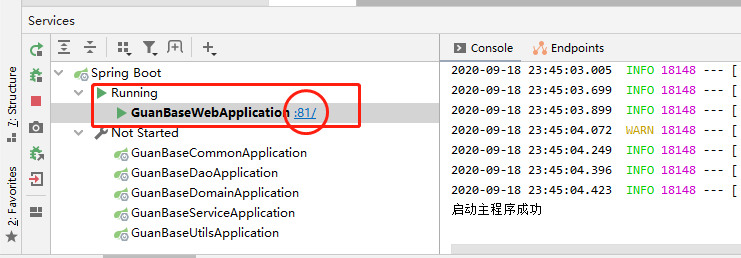 Services
Z: Structure
2: Favorites
Spring Boot
Running
GuanBaseWebApplication :81/
Not Started
GuanBaseCommonApplication
GuanBaseDaoApplication
GuanBaseDomainApplication
GuanBaseServiceApplication
GuanBaseUtilsApplication
Console Endpoints
2020-09-18 23:45:03.005 INFO 18148 --- [
2020-09-18 23:45:03.699 INFO 18148 --- [
2020-09-18 23:45:03.899 INFO 18148 --- [
2020-09-18 23:45:04.072 WARN 18148 --- [
2020-09-18 23:45:04.249 INFO 18148 --- [
2020-09-18 23:45:04.396 INFO 18148 --- [
2020-09-18 23:45:04.423 INFO 18148 --- [
启动主程序成功